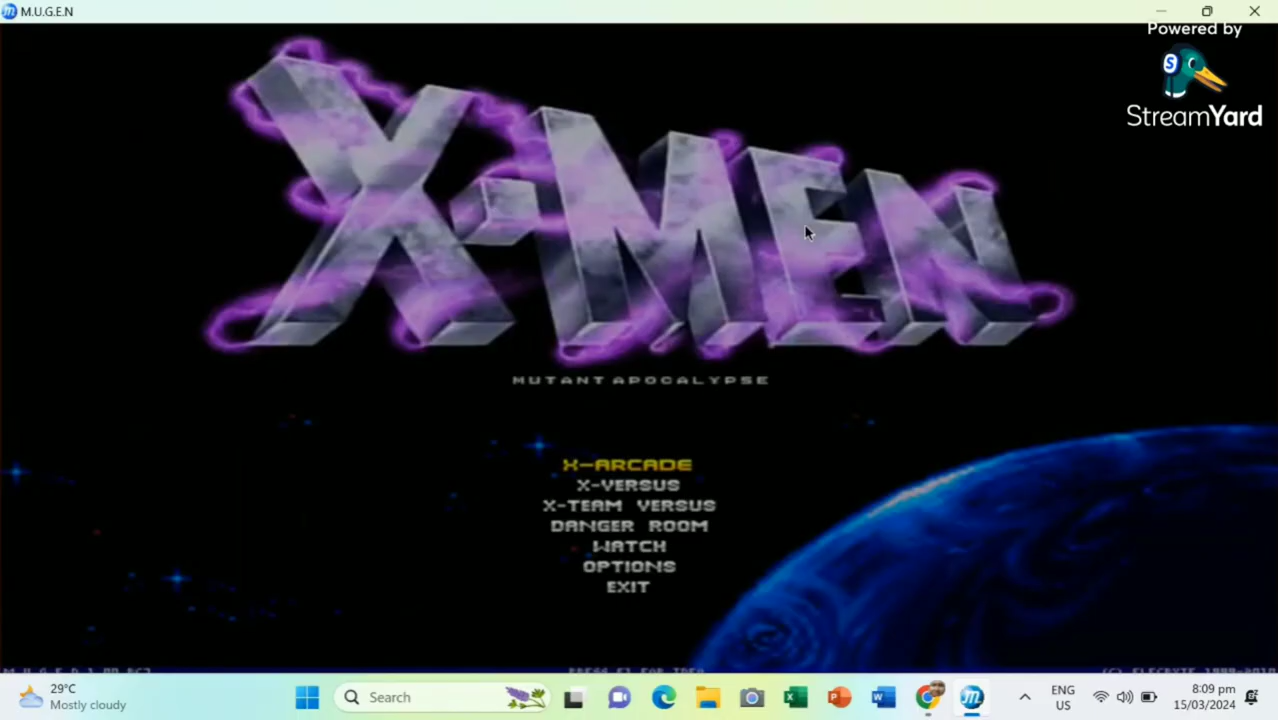 M.U.G.E.N
Powered by
StreamYard
X-MEN
MUTANT APOCALYPSE
X-ARCADE
X-VERSUS
X-TEAM VERSUS
DANGER ROOM
WATCH
OPTIONS
EXIT
29°C
Mostly cloudy
Search
ENG
US
8:09 pm
15/03/2024